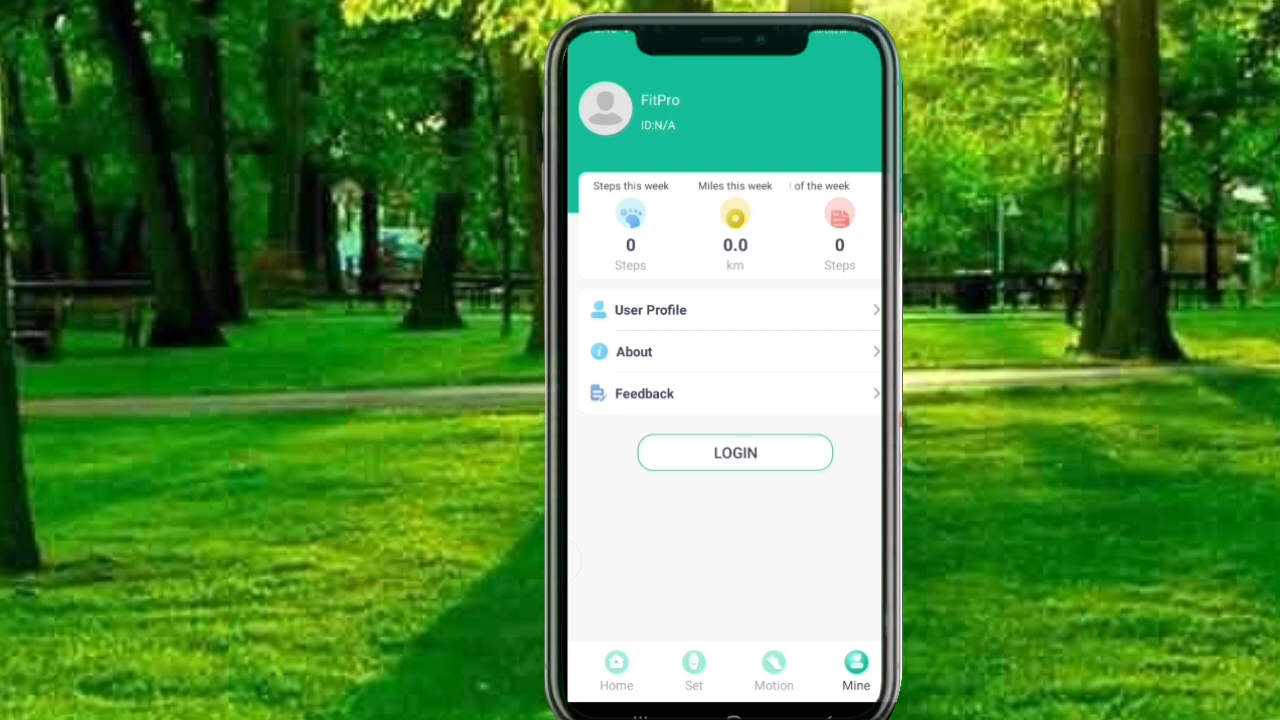 FitPro
ID:N/A
Steps this week
Miles this week
of the week
0
0.0
0
Steps
km
Steps
User Profile
About
Feedback
LOGIN
Home
Set
Motion
Mine